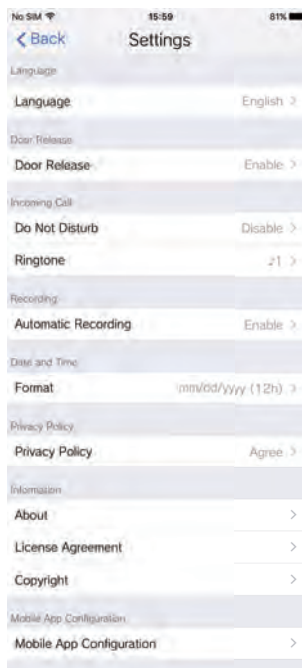 No SIM 15:59 81%
Back Settings
Language
Language English
Door Release
Door Release Enable
Incoming Call
Do Not Disturb Disable
Ringtone ♪1
Recording
Automatic Recording Enable
Date and Time
Format mm/dd/yyyy (12h)
Privacy Policy
Privacy Policy Agree
Information
About
License Agreement
Copyright
Mobile App Configuration
Mobile App Configuration